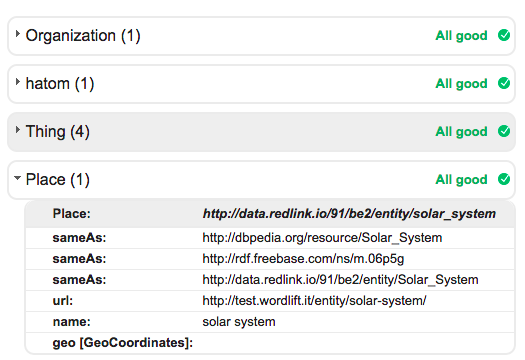 Organization (1) All good
hatom (1) All good
Thing (4) All good
Place (1) All good
Place: http://data.redlink.io/91/be2/entity/solar_system
sameAs: http://dbpedia.org/resource/Solar_System
sameAs: http://rdf.freebase.com/ns/m.06p5g
sameAs: http://data.redlink.io/91/be2/entity/Solar_System
url: http://test.wordlift.it/entity/solar-system/
name: solar system
geo [GeoCoordinates]: